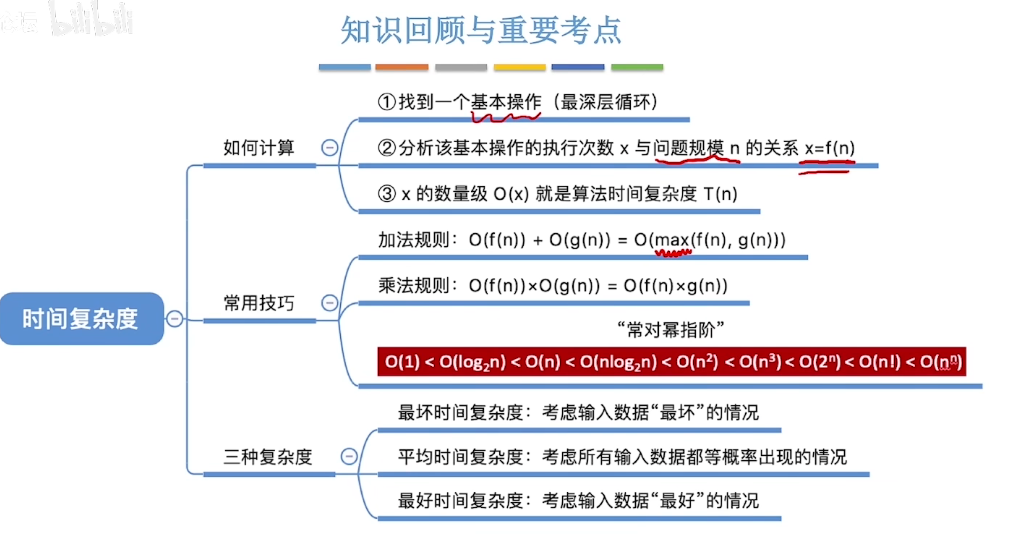 bilibili
知识回顾与重要考点
①找到一个基本操作（最深层循环）
如何计算
②分析该基本操作的执行次数 x 与问题规模 n 的关系 x=f(n)
③ x 的数量级 O(x) 就是算法时间复杂度 T(n)
加法规则：O(f(n)) + O(g(n)) = O(max(f(n), g(n)))
常用技巧
乘法规则：O(f(n))×O(g(n)) = O(f(n)×g(n))
时间复杂度
“常对幂指阶”
O(1) < O(log₂n) < O(n) < O(nlog₂n) < O(n²) < O(n³) < O(2ⁿ) < O(n!) < O(nⁿ)
最坏时间复杂度：考虑输入数据“最坏”的情况
三种复杂度
平均时间复杂度：考虑所有输入数据都等概率出现的情况
最好时间复杂度：考虑输入数据“最好”的情况